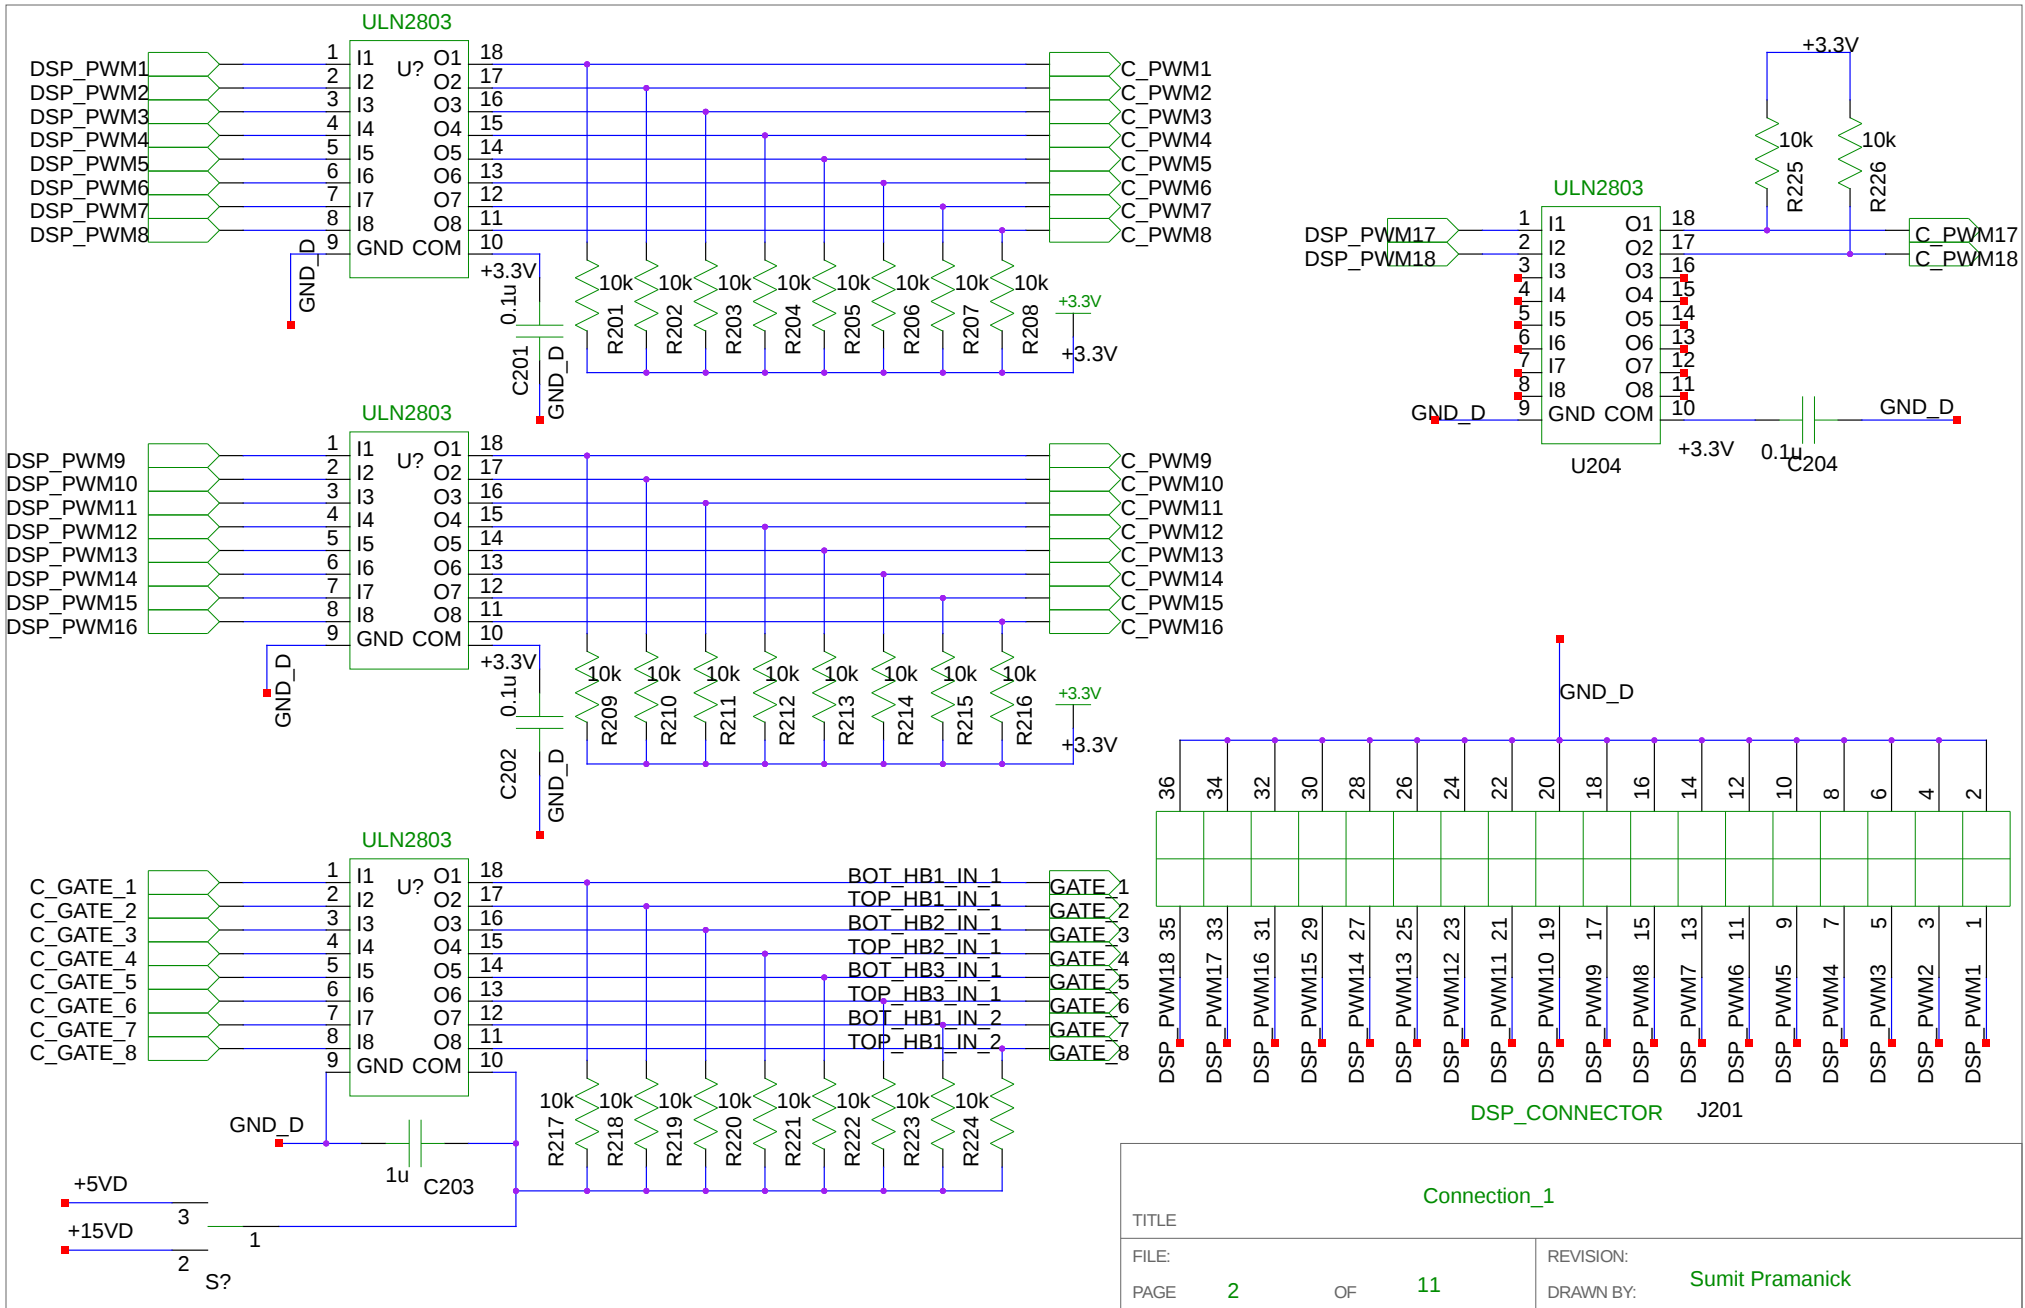 ULN2803
DSP_PWM1
DSP_PWM2
DSP_PWM3
DSP_PWM4
DSP_PWM5
DSP_PWM6
DSP_PWM7
DSP_PWM8
1 I1 U? O1 18
2 I2 O2 17
3 I3 O3 16
4 I4 O4 15
5 I5 O5 14
6 I6 O6 13
7 I7 O7 12
8 I8 O8 11
9 GND COM 10
C_PWM1
C_PWM2
C_PWM3
C_PWM4
C_PWM5
C_PWM6
C_PWM7
C_PWM8
GND_D
+3.3V
0.1u
C201
GND_D
10k 10k 10k 10k 10k 10k 10k 10k
R201 R202 R203 R204 R205 R206 R207 R208
+3.3V
+3.3V
ULN2803
DSP_PWM9
DSP_PWM10
DSP_PWM11
DSP_PWM12
DSP_PWM13
DSP_PWM14
DSP_PWM15
DSP_PWM16
1 I1 U? O1 18
2 I2 O2 17
3 I3 O3 16
4 I4 O4 15
5 I5 O5 14
6 I6 O6 13
7 I7 O7 12
8 I8 O8 11
9 GND COM 10
C_PWM9
C_PWM10
C_PWM11
C_PWM12
C_PWM13
C_PWM14
C_PWM15
C_PWM16
GND_D
+3.3V
0.1u
C202
GND_D
10k 10k 10k 10k 10k 10k 10k 10k
R209 R210 R211 R212 R213 R214 R215 R216
+3.3V
+3.3V
ULN2803
C_GATE_1
C_GATE_2
C_GATE_3
C_GATE_4
C_GATE_5
C_GATE_6
C_GATE_7
C_GATE_8
1 I1 U? O1 18
2 I2 O2 17
3 I3 O3 16
4 I4 O4 15
5 I5 O5 14
6 I6 O6 13
7 I7 O7 12
8 I8 O8 11
9 GND COM 10
BOT_HB1_IN_1 GATE_1
TOP_HB1_IN_1 GATE_2
BOT_HB2_IN_1 GATE_3
TOP_HB2_IN_1 GATE_4
BOT_HB3_IN_1 GATE_5
TOP_HB3_IN_1 GATE_6
BOT_HB1_IN_2 GATE_7
TOP_HB1_IN_2 GATE_8
GND_D
1u C203
10k 10k 10k 10k 10k 10k 10k 10k
R217 R218 R219 R220 R221 R222 R223 R224
+5VD
3
+15VD
1
2
S?
+3.3V
10k 10k
R225 R226
ULN2803
DSP_PWM17
DSP_PWM18
1 I1 O1 18
2 I2 O2 17
3 I3 O3 16
4 I4 O4 15
5 I5 O5 14
6 I6 O6 13
7 I7 O7 12
8 I8 O8 11
9 GND COM 10
C_PWM17
C_PWM18
GND_D
GND_D
U204
+3.3V
0.1u
C204
GND_D
36 34 32 30 28 26 24 22 20 18 16 14 12 10 8 6 4 2
35 33 31 29 27 25 23 21 19 17 15 13 11 9 7 5 3 1
DSP_PWM18 DSP_PWM17 DSP_PWM16 DSP_PWM15 DSP_PWM14 DSP_PWM13 DSP_PWM12 DSP_PWM11 DSP_PWM10 DSP_PWM9 DSP_PWM8 DSP_PWM7 DSP_PWM6 DSP_PWM5 DSP_PWM4 DSP_PWM3 DSP_PWM2 DSP_PWM1
DSP_CONNECTOR J201
Connection_1
TITLE
FILE:
PAGE 2 OF 11
REVISION:
DRAWN BY: Sumit Pramanick